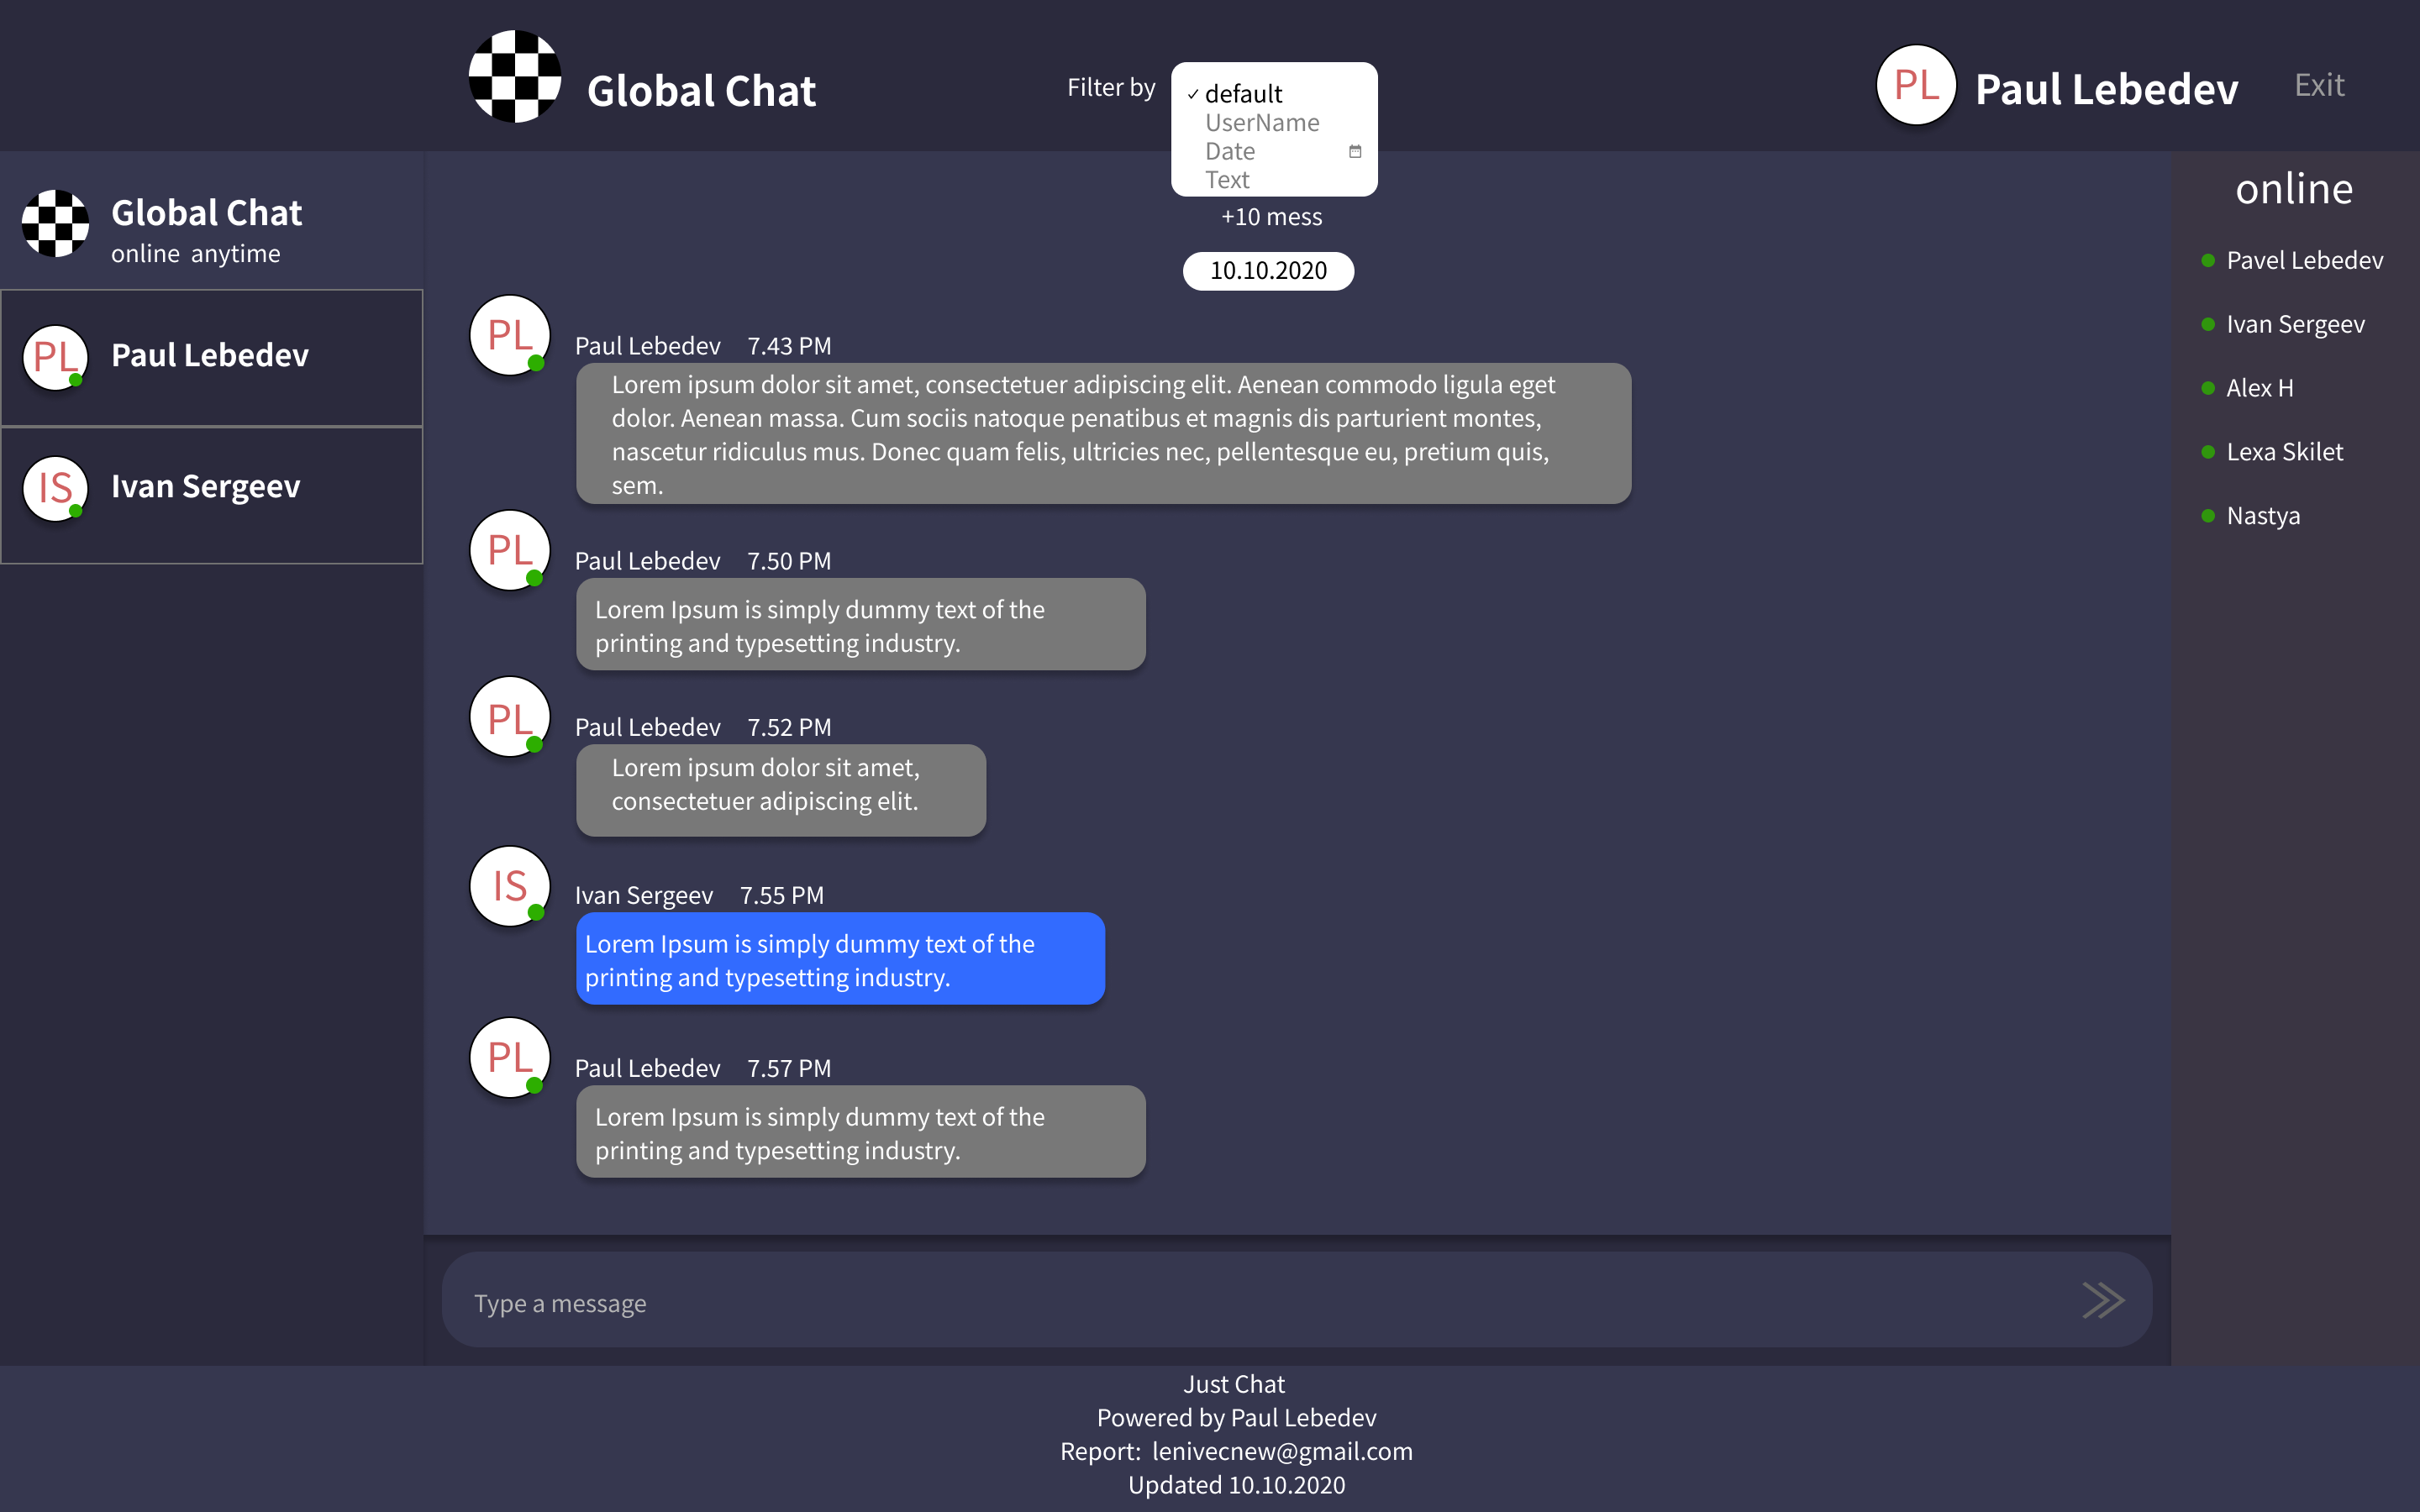 Global Chat
Filter by
✓ default
UserName
Date
Text
PL
Paul Lebedev
Exit
Global Chat
online anytime
PL
Paul Lebedev
IS
Ivan Sergeev
+10 mess
10.10.2020
PL
Paul Lebedev 7.43 PM
Lorem ipsum dolor sit amet, consectetuer adipiscing elit. Aenean commodo ligula eget
dolor. Aenean massa. Cum sociis natoque penatibus et magnis dis parturient montes,
nascetur ridiculus mus. Donec quam felis, ultricies nec, pellentesque eu, pretium quis,
sem.
PL
Paul Lebedev 7.50 PM
Lorem Ipsum is simply dummy text of the
printing and typesetting industry.
PL
Paul Lebedev 7.52 PM
Lorem ipsum dolor sit amet,
consectetuer adipiscing elit.
IS
Ivan Sergeev 7.55 PM
Lorem Ipsum is simply dummy text of the
printing and typesetting industry.
PL
Paul Lebedev 7.57 PM
Lorem Ipsum is simply dummy text of the
printing and typesetting industry.
Type a message
online
Pavel Lebedev
Ivan Sergeev
Alex H
Lexa Skilet
Nastya
Just Chat
Powered by Paul Lebedev
Report: lenivecnew@gmail.com
Updated 10.10.2020